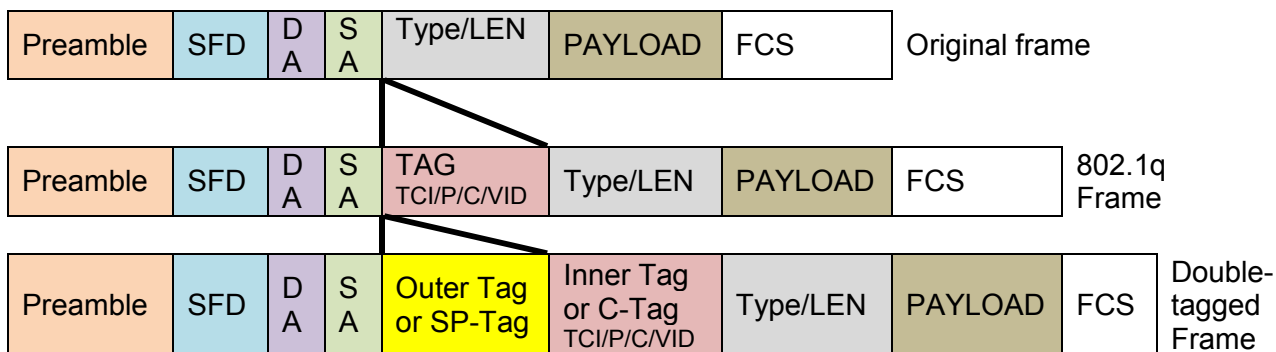 Preamble
SFD
D
A
S
A
Type/LEN
PAYLOAD
FCS
Original frame
Preamble
SFD
D
A
S
A
TAG
TCI/P/C/VID
Type/LEN
PAYLOAD
FCS
802.1q
Frame
Preamble
SFD
D
A
S
A
Outer Tag
or SP-Tag
Inner Tag
or C-Tag
TCI/P/C/VID
Type/LEN
PAYLOAD
FCS
Double-
tagged
Frame